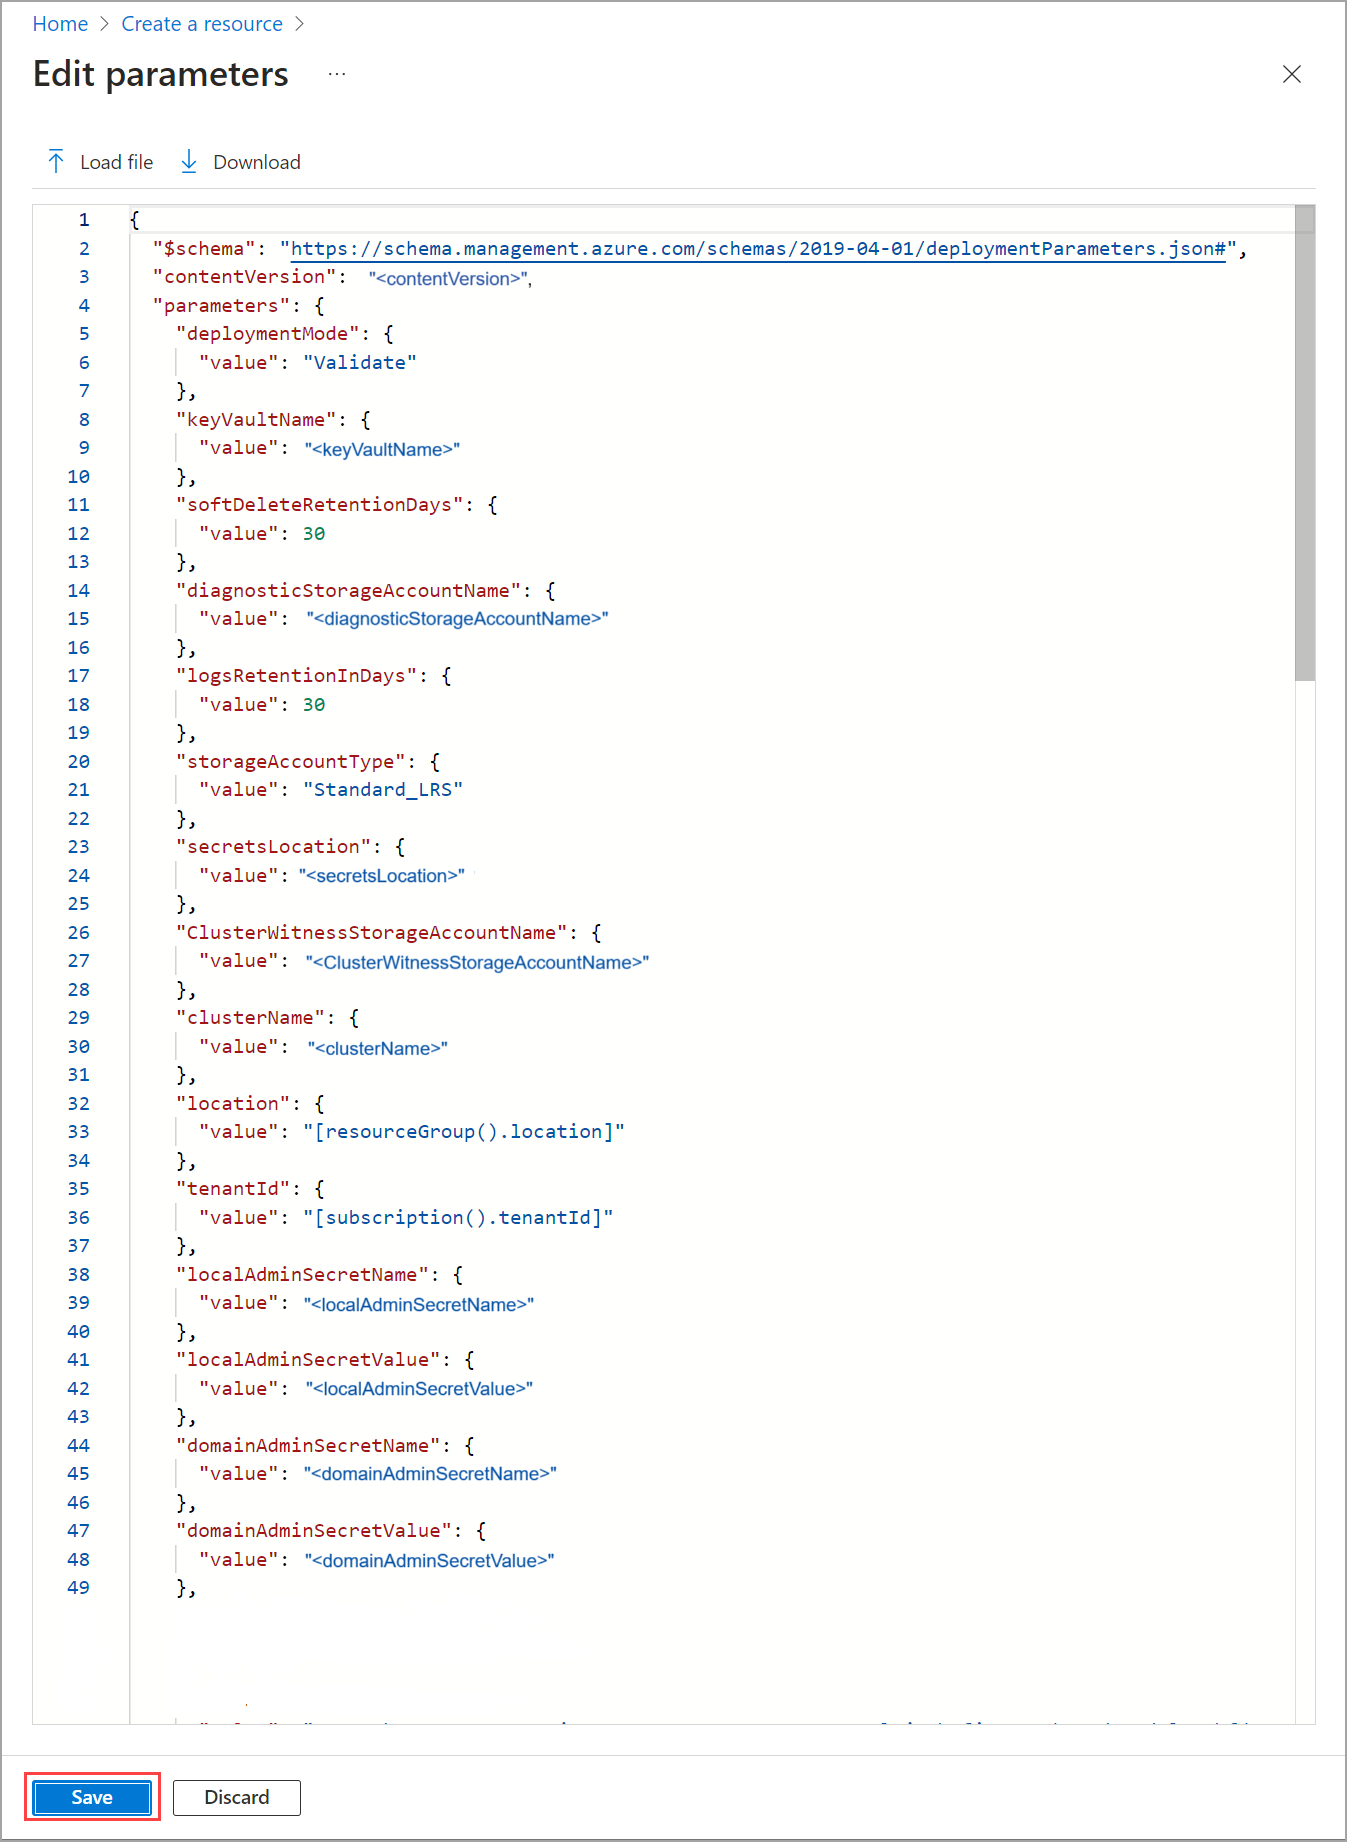 Home > Create a resource >
Edit parameters ...
Load file Download
1 {
2 "$schema": "https://schema.management.azure.com/schemas/2019-04-01/deploymentParameters.json#",
3 "contentVersion": "<contentVersion>",
4 "parameters": {
5 "deploymentMode": {
6 "value": "Validate"
7 },
8 "keyVaultName": {
9 "value": "<keyVaultName>"
10 },
11 "softDeleteRetentionDays": {
12 "value": 30
13 },
14 "diagnosticStorageAccountName": {
15 "value": "<diagnosticStorageAccountName>"
16 },
17 "logsRetentionInDays": {
18 "value": 30
19 },
20 "storageAccountType": {
21 "value": "Standard_LRS"
22 },
23 "secretsLocation": {
24 "value": "<secretsLocation>"
25 },
26 "ClusterWitnessStorageAccountName": {
27 "value": "<ClusterWitnessStorageAccountName>"
28 },
29 "clusterName": {
30 "value": "<clusterName>"
31 },
32 "location": {
33 "value": "[resourceGroup().location]"
34 },
35 "tenantId": {
36 "value": "[subscription().tenantId]"
37 },
38 "localAdminSecretName": {
39 "value": "<localAdminSecretName>"
40 },
41 "localAdminSecretValue": {
42 "value": "<localAdminSecretValue>"
43 },
44 "domainAdminSecretName": {
45 "value": "<domainAdminSecretName>"
46 },
47 "domainAdminSecretValue": {
48 "value": "<domainAdminSecretValue>"
49 },
Save Discard